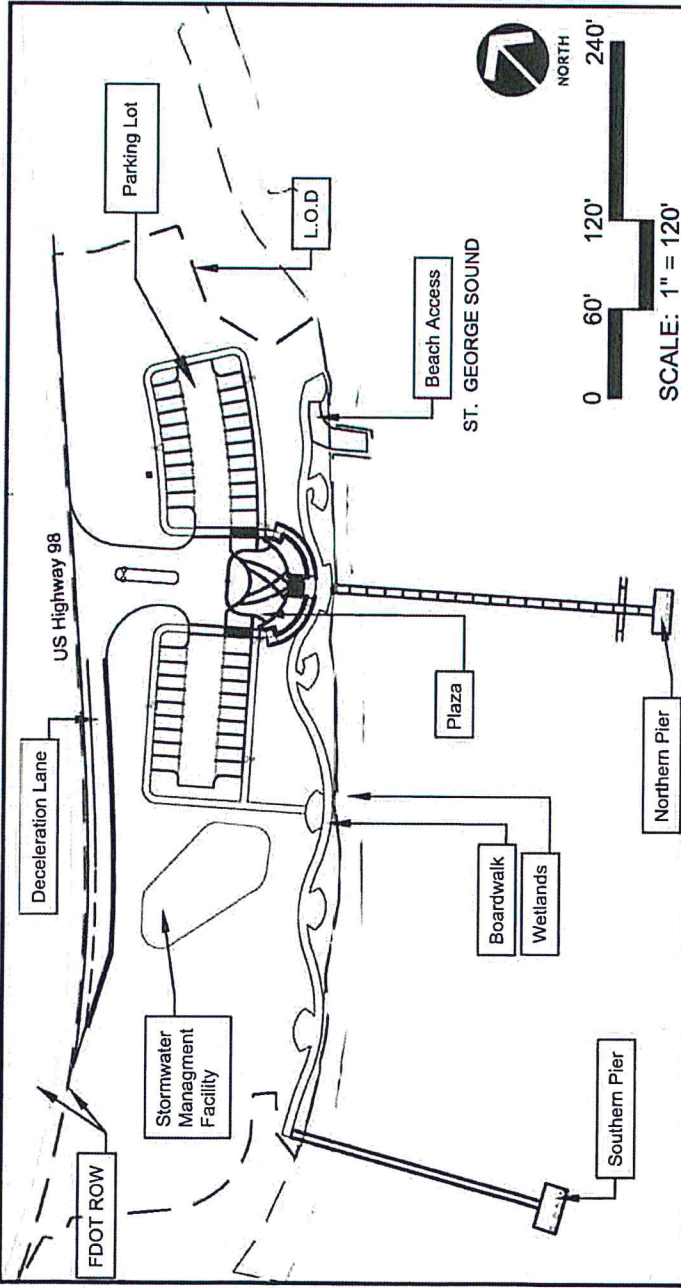 US Highway 98
Deceleration Lane
Parking Lot
L.O.D
FDOT ROW
Stormwater
Managment
Facility
Beach Access
ST. GEORGE SOUND
Plaza
Boardwalk
Wetlands
Northern Pier
Southern Pier
NORTH
0 60' 120' 240'
SCALE: 1" = 120'